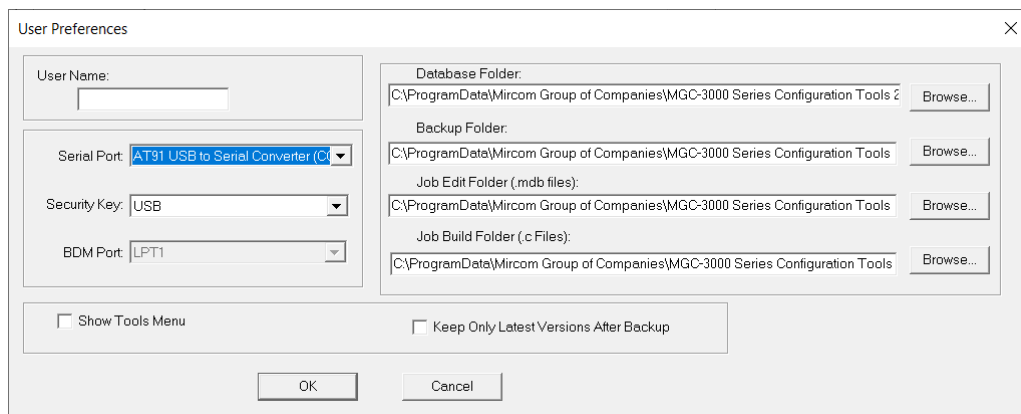 User Preferences
User Name:
Serial Port: AT91 USB to Serial Converter (CO
Security Key: USB
BDM Port: LPT1
Database Folder:
C:\ProgramData\Mircom Group of Companies\MGC-3000 Series Configuration Tools 2 Browse...
Backup Folder:
C:\ProgramData\Mircom Group of Companies\MGC-3000 Series Configuration Tools Browse...
Job Edit Folder (.mdb files):
C:\ProgramData\Mircom Group of Companies\MGC-3000 Series Configuration Tools Browse...
Job Build Folder (.c Files):
C:\ProgramData\Mircom Group of Companies\MGC-3000 Series Configuration Tools Browse...
Show Tools Menu
Keep Only Latest Versions After Backup
OK
Cancel